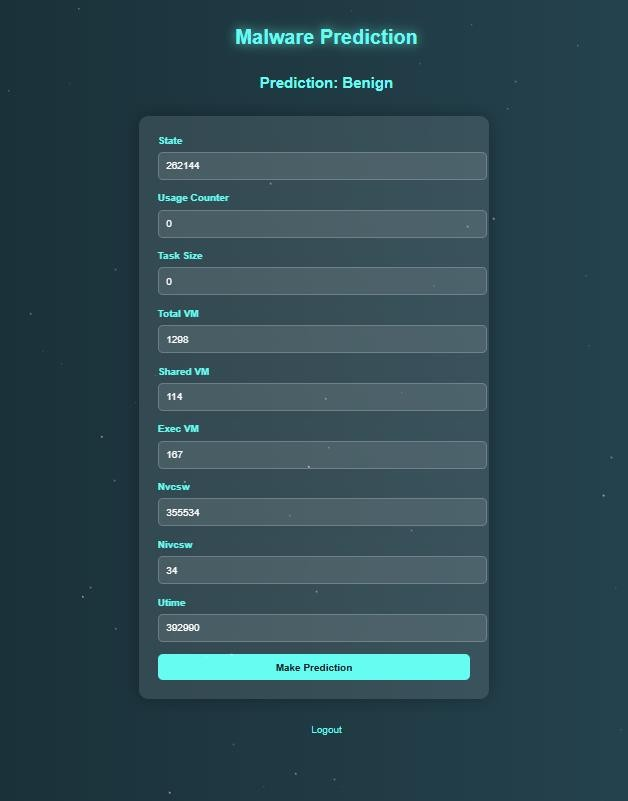 Malware Prediction
Prediction: Benign
State
262144
Usage Counter
0
Task Size
0
Total VM
1298
Shared VM
114
Exec VM
167
Nvcsw
355534
Nivcsw
34
Utime
392990
Make Prediction
Logout